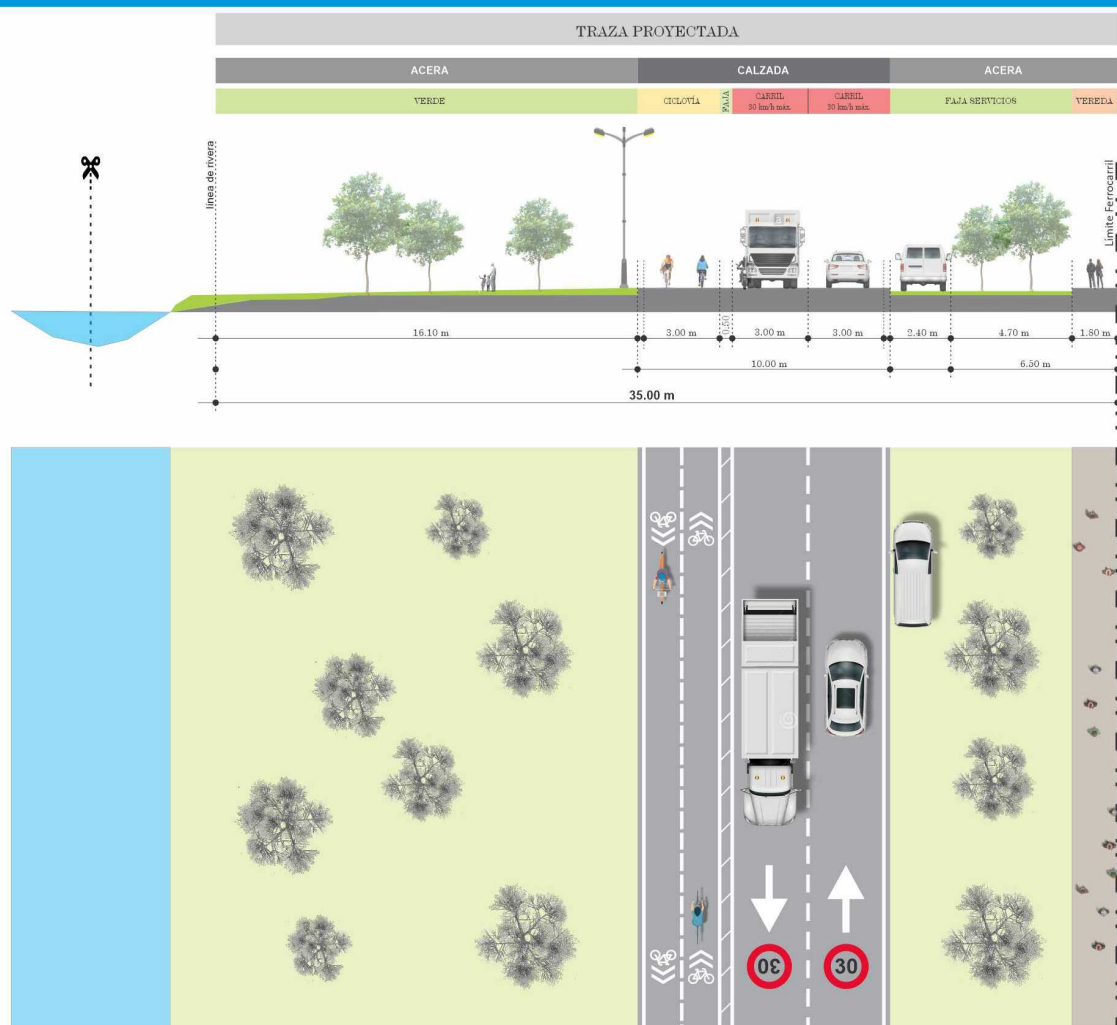 TRAZA PROYECTADA
ACERA
CALZADA
ACERA
VERDE
CICLOVÍA
FAJA
CARRIL
30 km/h máx.
CARRIL
30 km/h máx.
FAJA SERVICIOS
VEREDA
línea de rivera
Límite Ferrocarril
16.10 m
3.00 m
0.50
3.00 m
3.00 m
2.40 m
4.70 m
1.80 m
10.00 m
6.50 m
35.00 m
30
30